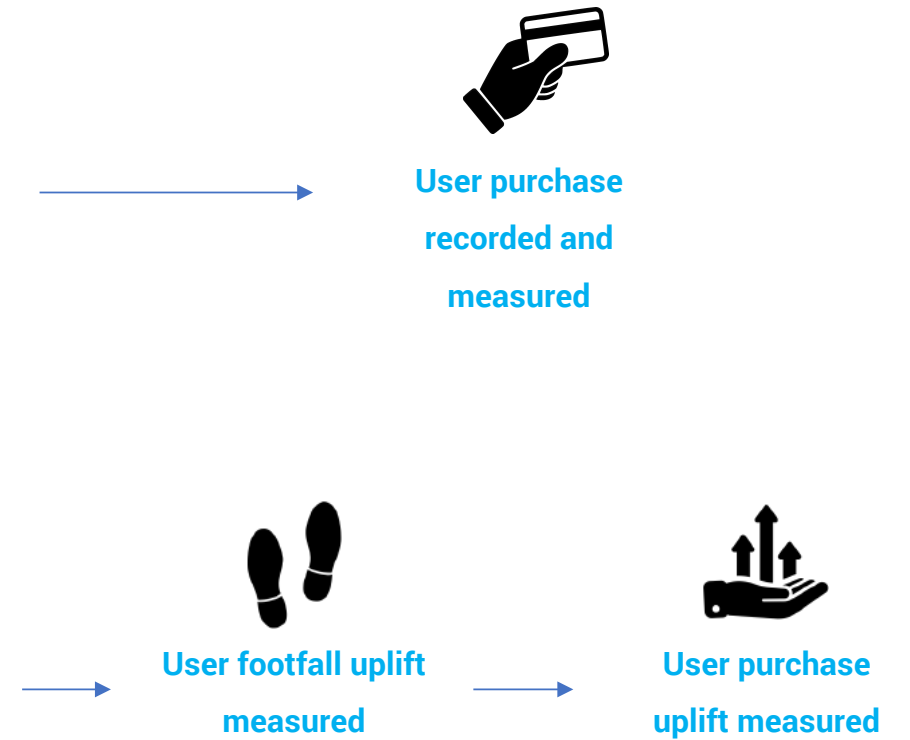 User purchase
recorded and
measured
User footfall uplift
measured
User purchase
uplift measured